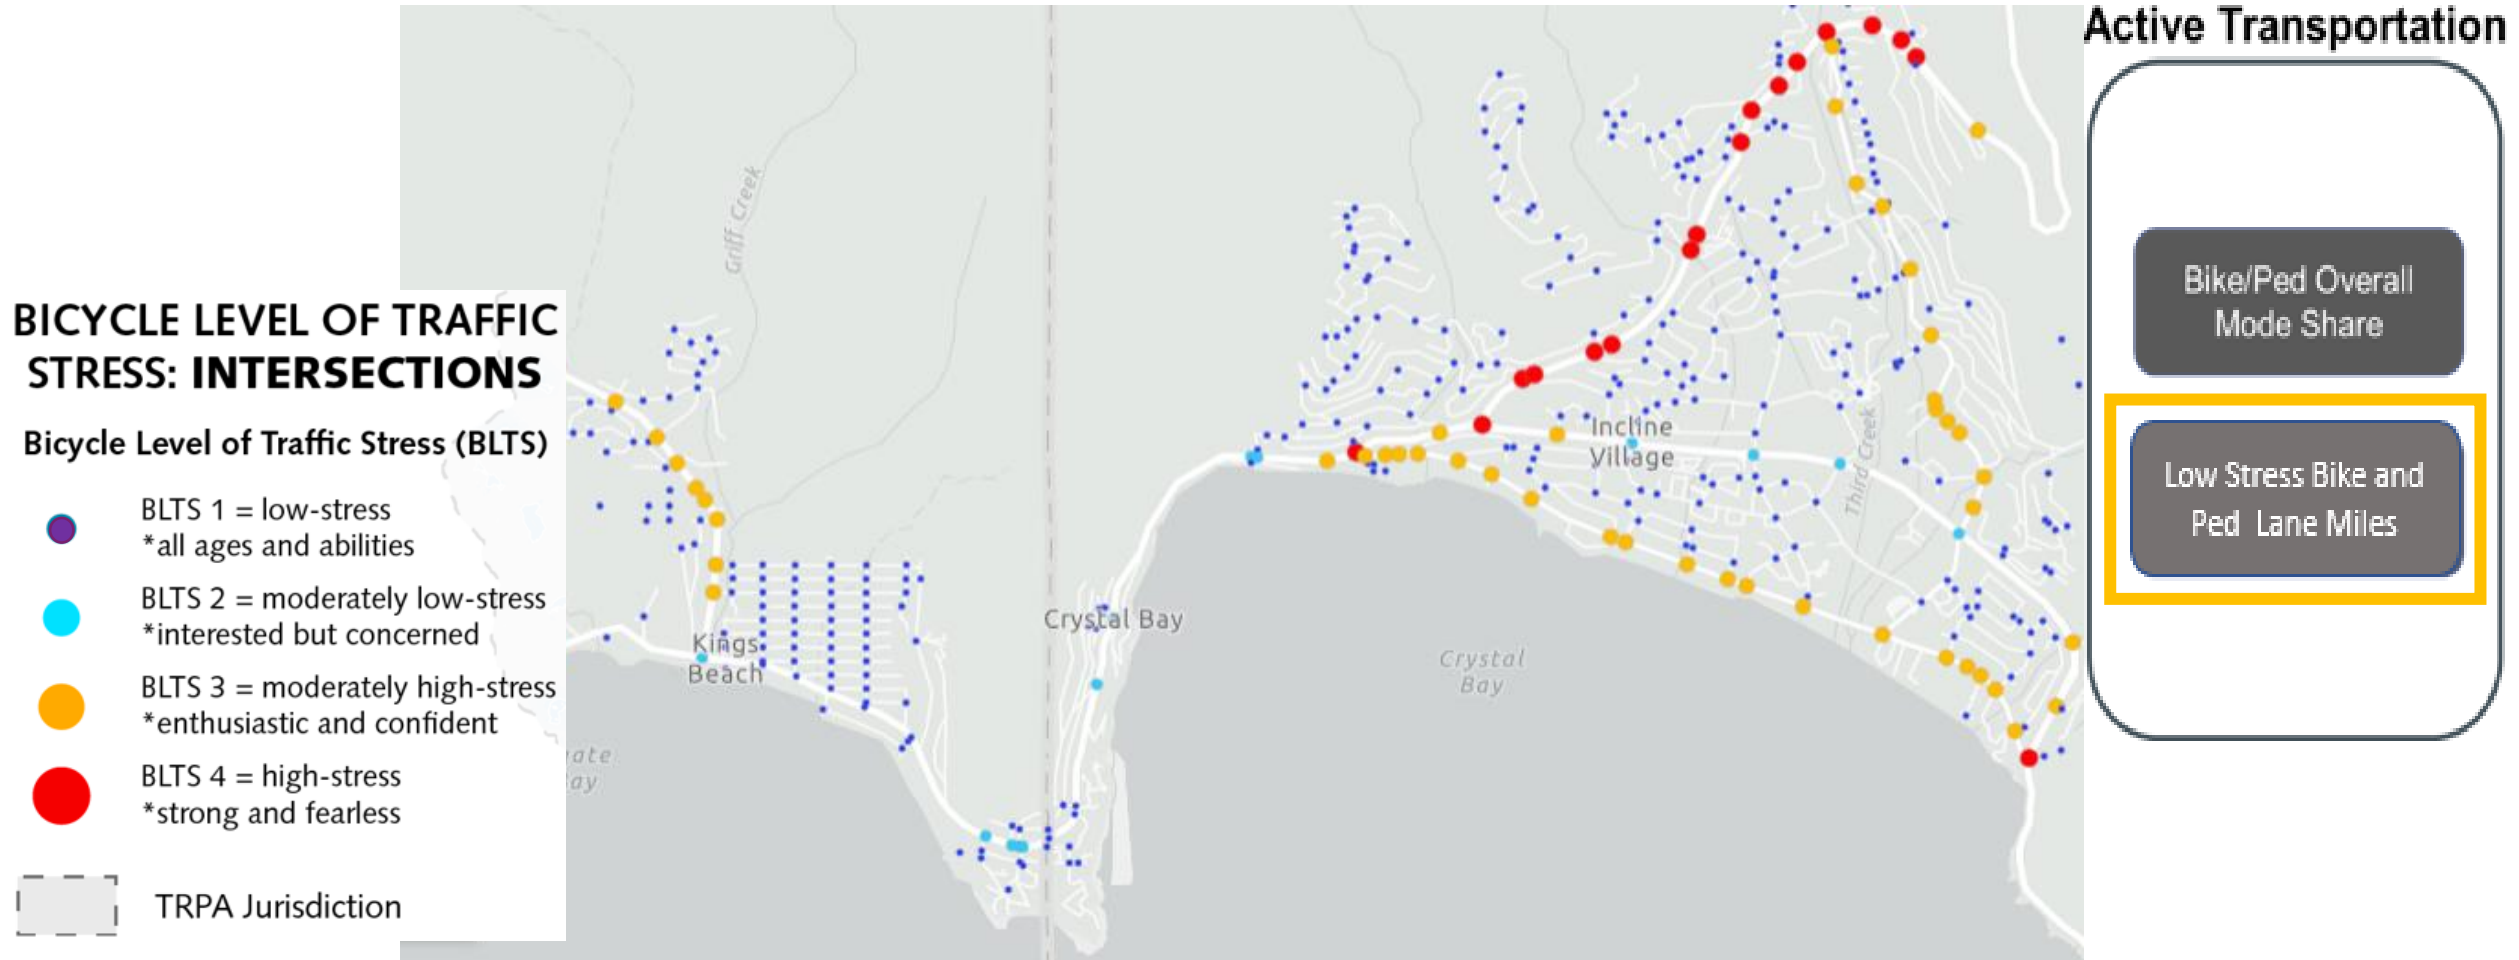 BICYCLE LEVEL OF TRAFFIC
STRESS: INTERSECTIONS
Bicycle Level of Traffic Stress (BLTS)
BLTS 1 = low-stress
*all ages and abilities
BLTS 2 = moderately low-stress
*interested but concerned
BLTS 3 = moderately high-stress
*enthusiastic and confident
BLTS 4 = high-stress
*strong and fearless
TRPA Jurisdiction
Griff Creek
Kings
Beach
Crystal Bay
Crystal
Bay
Incline
Village
Third Creek
ate
ay
Active Transportation
Bike/Ped Overall
Mode Share
Low Stress Bike and
Ped Lane Miles